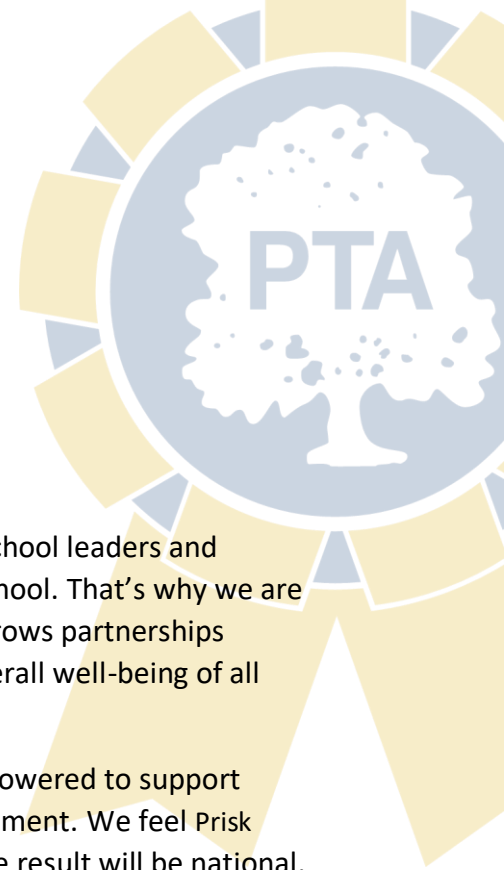 PTA
chool leaders and
hool. That’s why we are
rows partnerships
erall well-being of all
powered to support
ment. We feel Prisk
e result will be national,